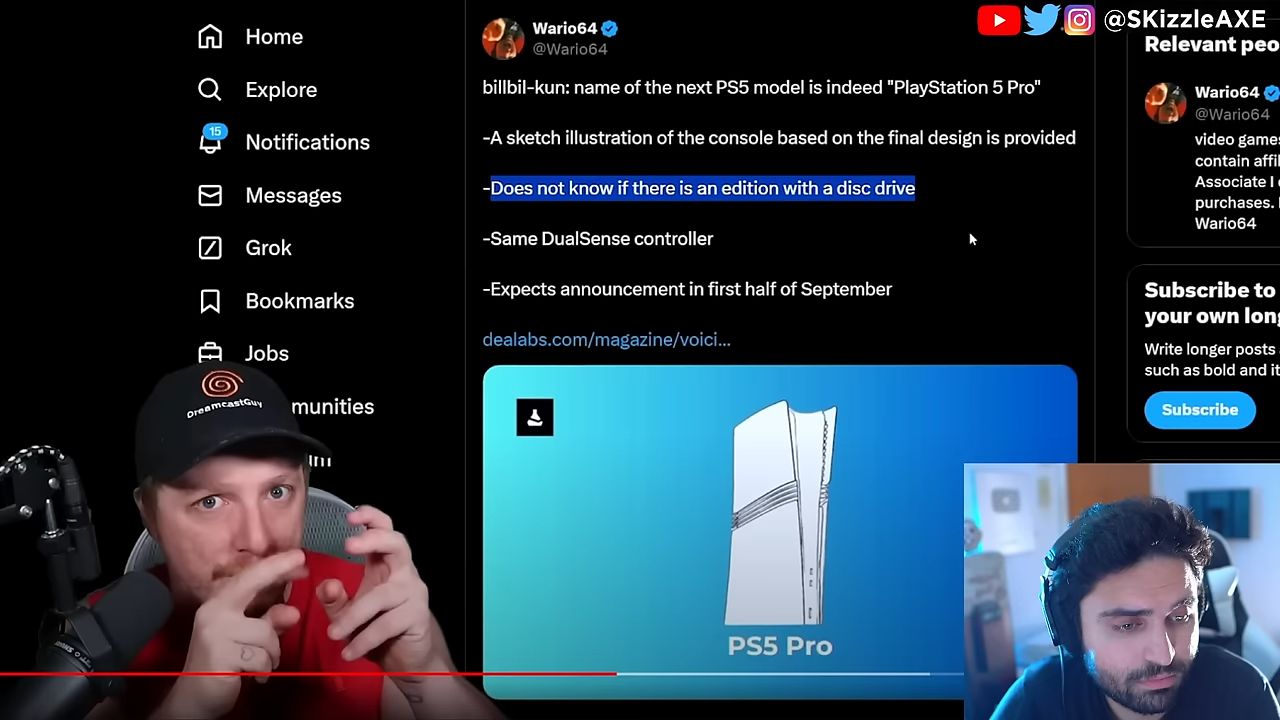 @SKizzleAXE
Home
Explore
15
Notifications
Messages
Grok
Bookmarks
Jobs
munities
DreamcastGuy
Wario64
@Wario64
billbil-kun: name of the next PS5 model is indeed "PlayStation 5 Pro"
-A sketch illustration of the console based on the final design is provided
-Does not know if there is an edition with a disc drive
-Same DualSense controller
-Expects announcement in first half of September
dealabs.com/magazine/voici...
PS5 Pro
Relevant peo
Wario64
@Wario64
video games
contain affil
Associate I e
purchases.
Wario64
Subscribe to
your own long
Write longer posts
such as bold and it
Subscribe